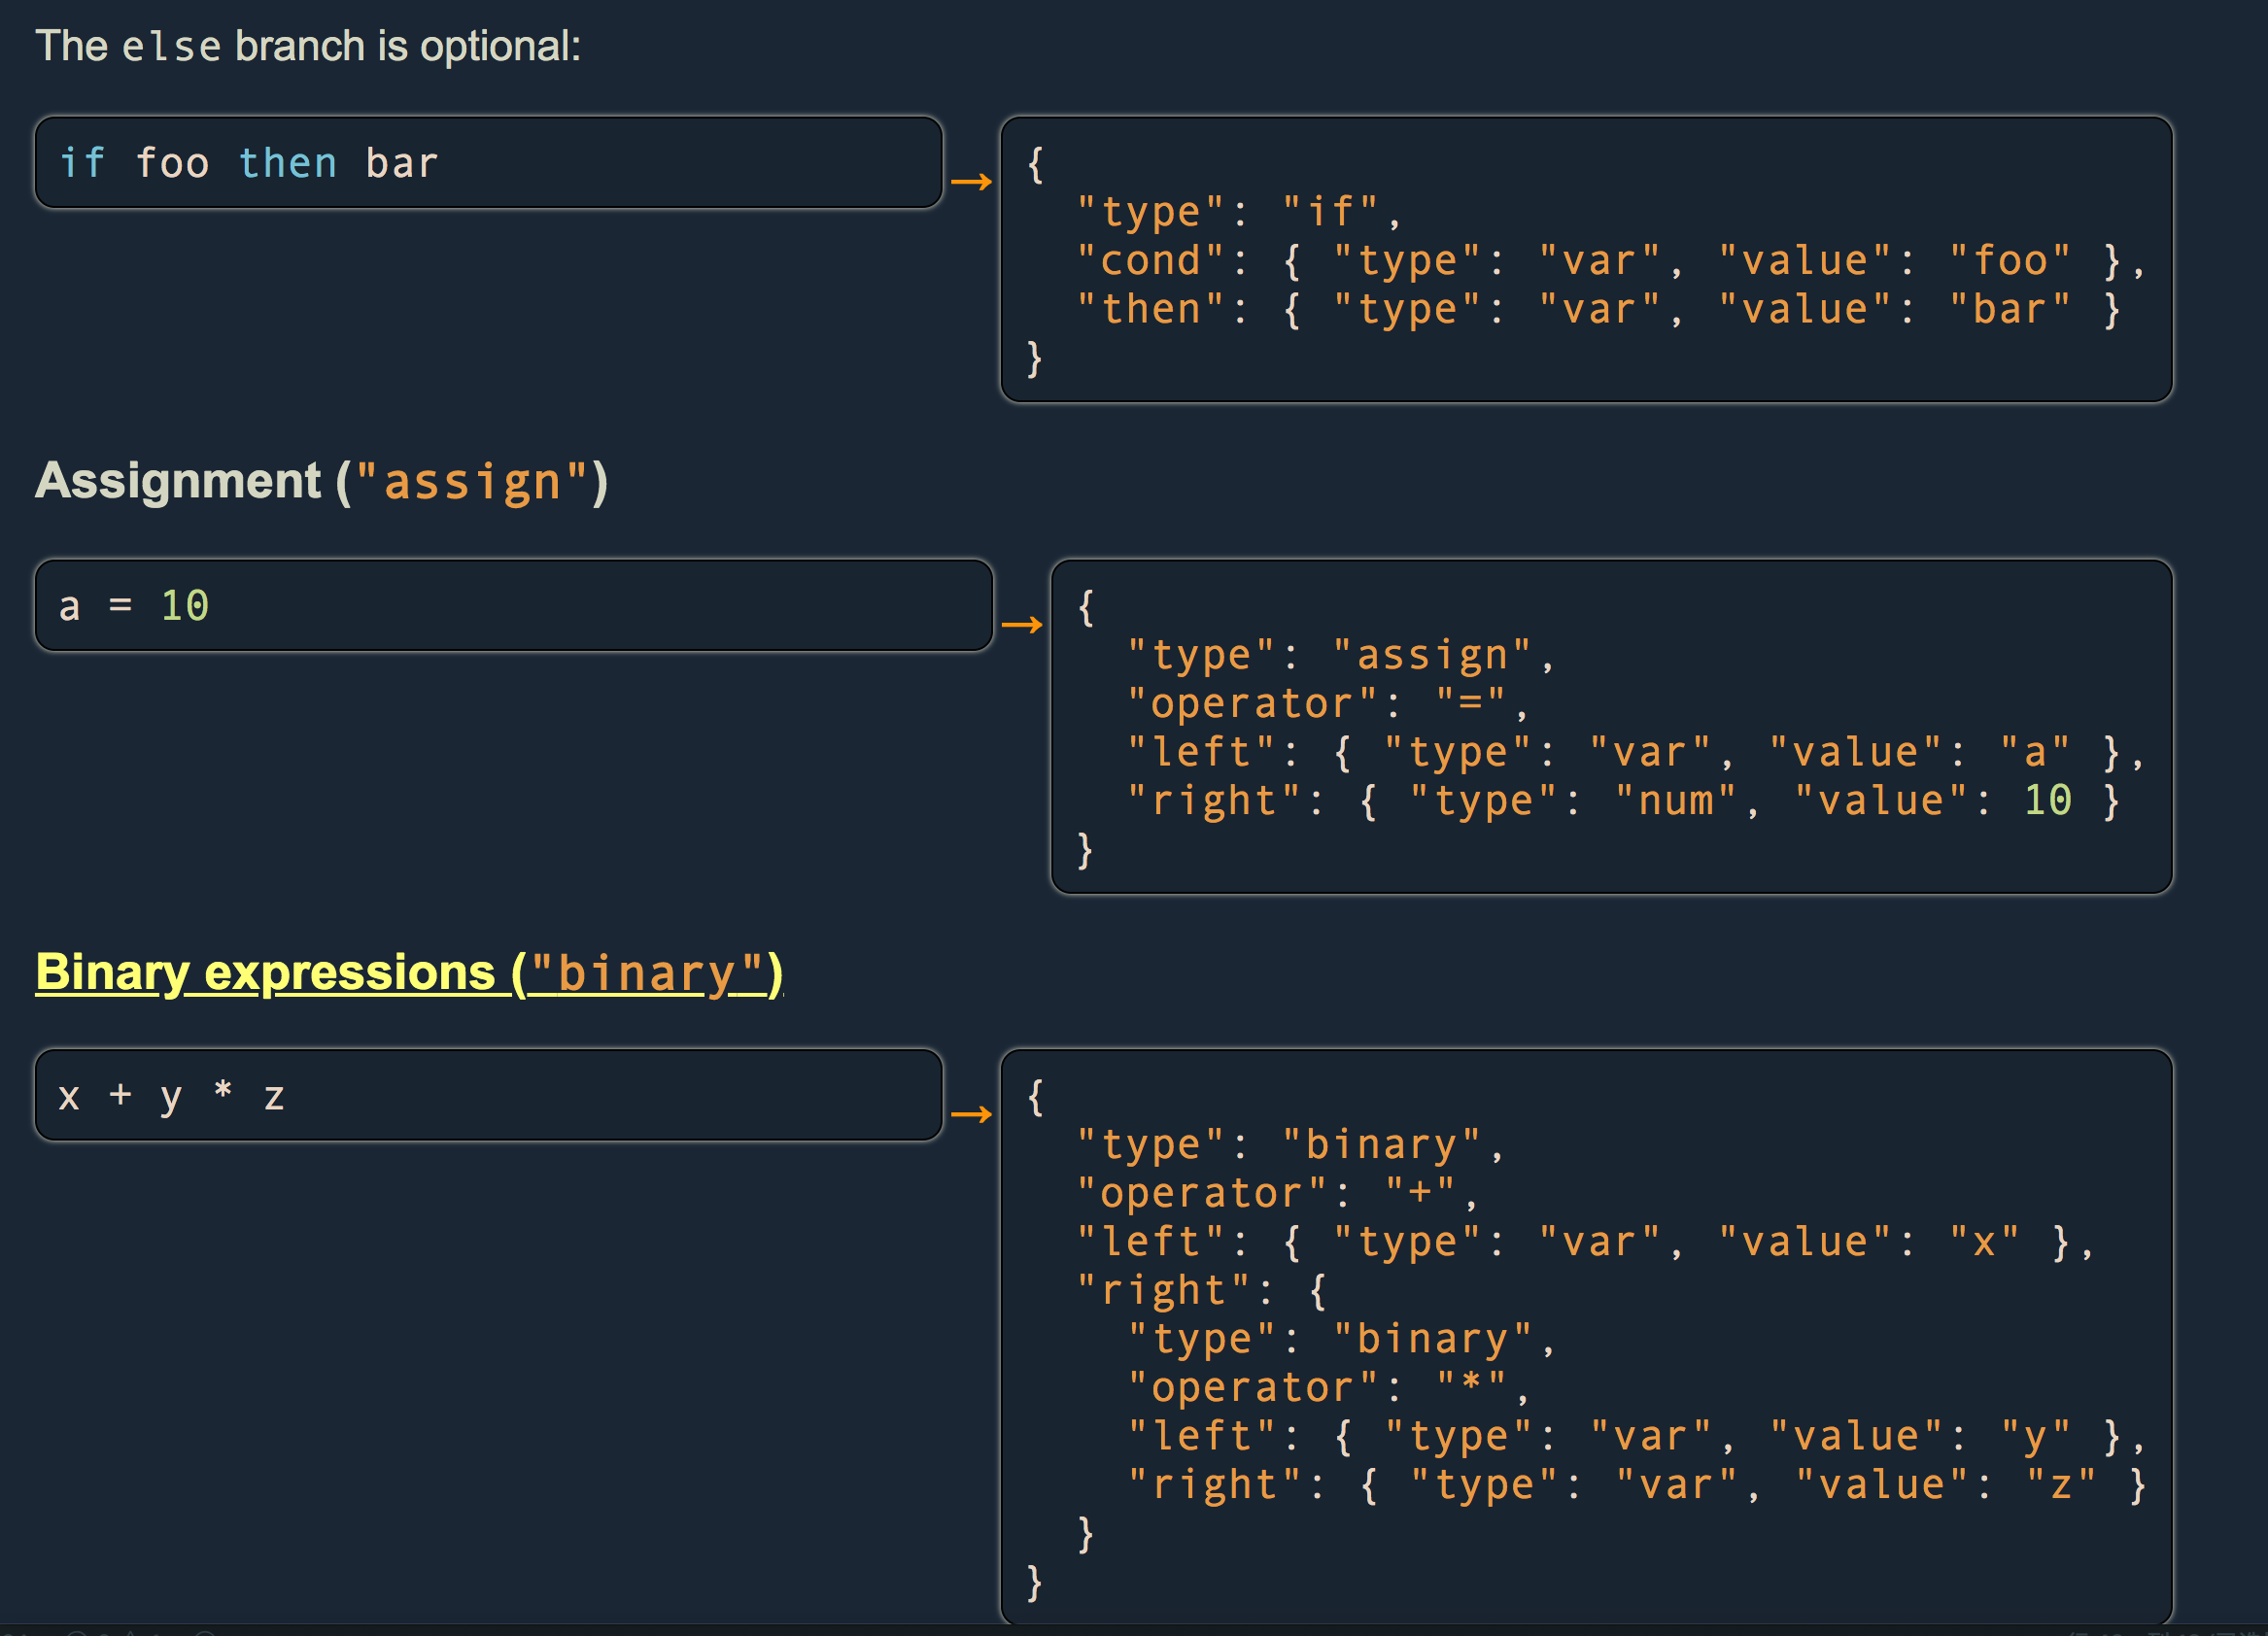 The else branch is optional:
if foo then bar
→
{
  "type": "if",
  "cond": { "type": "var", "value": "foo" },
  "then": { "type": "var", "value": "bar" }
}
Assignment ("assign")
a = 10
→
{
  "type": "assign",
  "operator": "=",
  "left": { "type": "var", "value": "a" },
  "right": { "type": "num", "value": 10 }
}
Binary expressions ("binary")
x + y * z
→
{
  "type": "binary",
  "operator": "+",
  "left": { "type": "var", "value": "x" },
  "right": {
    "type": "binary",
    "operator": "*",
    "left": { "type": "var", "value": "y" },
    "right": { "type": "var", "value": "z" }
  }
}